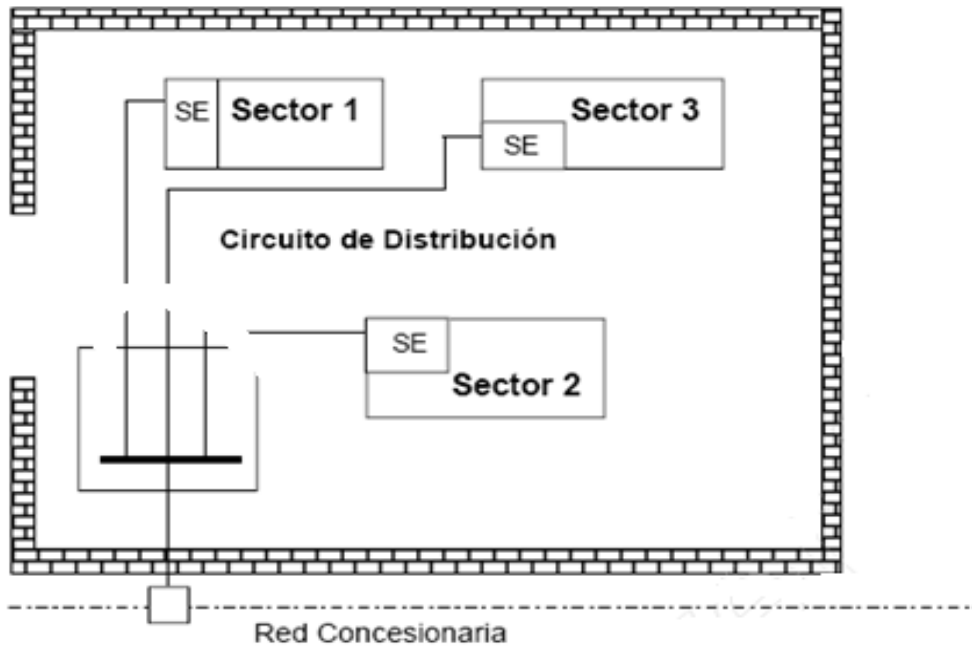 SE Sector 1
Sector 3
SE
Circuito de Distribución
SE
Sector 2
Red Concesionaria